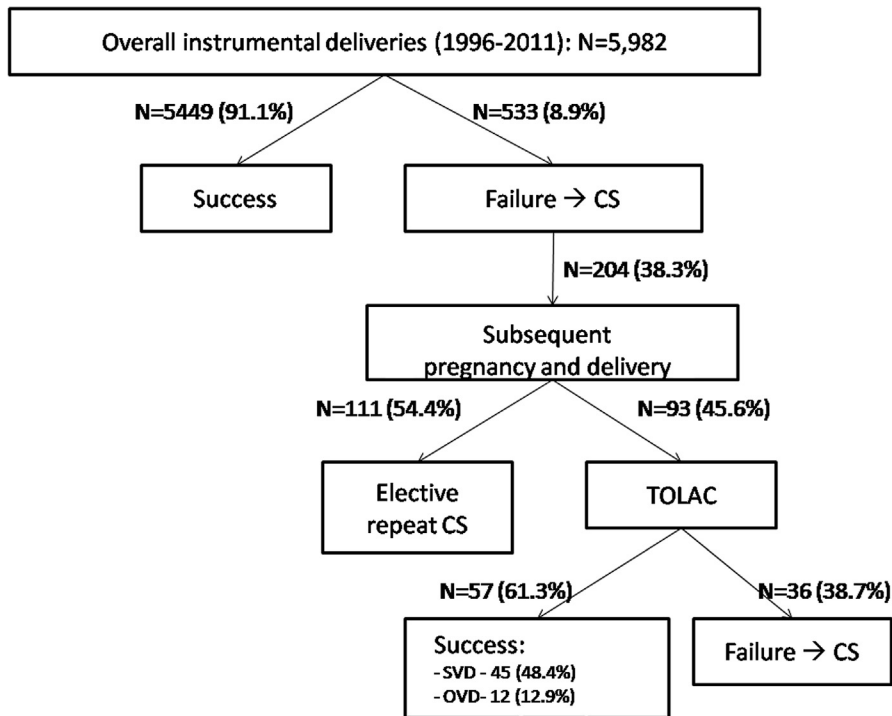 Overall instrumental deliveries (1996-2011): N=5,982
N=5449 (91.1%)
N=533 (8.9%)
Success
Failure → CS
N=204 (38.3%)
Subsequent
pregnancy and delivery
N=111 (54.4%)
N=93 (45.6%)
Elective
repeat CS
TOLAC
N=57 (61.3%)
N=36 (38.7%)
Success:
- SVD - 45 (48.4%)
- OVD- 12 (12.9%)
Failure → CS